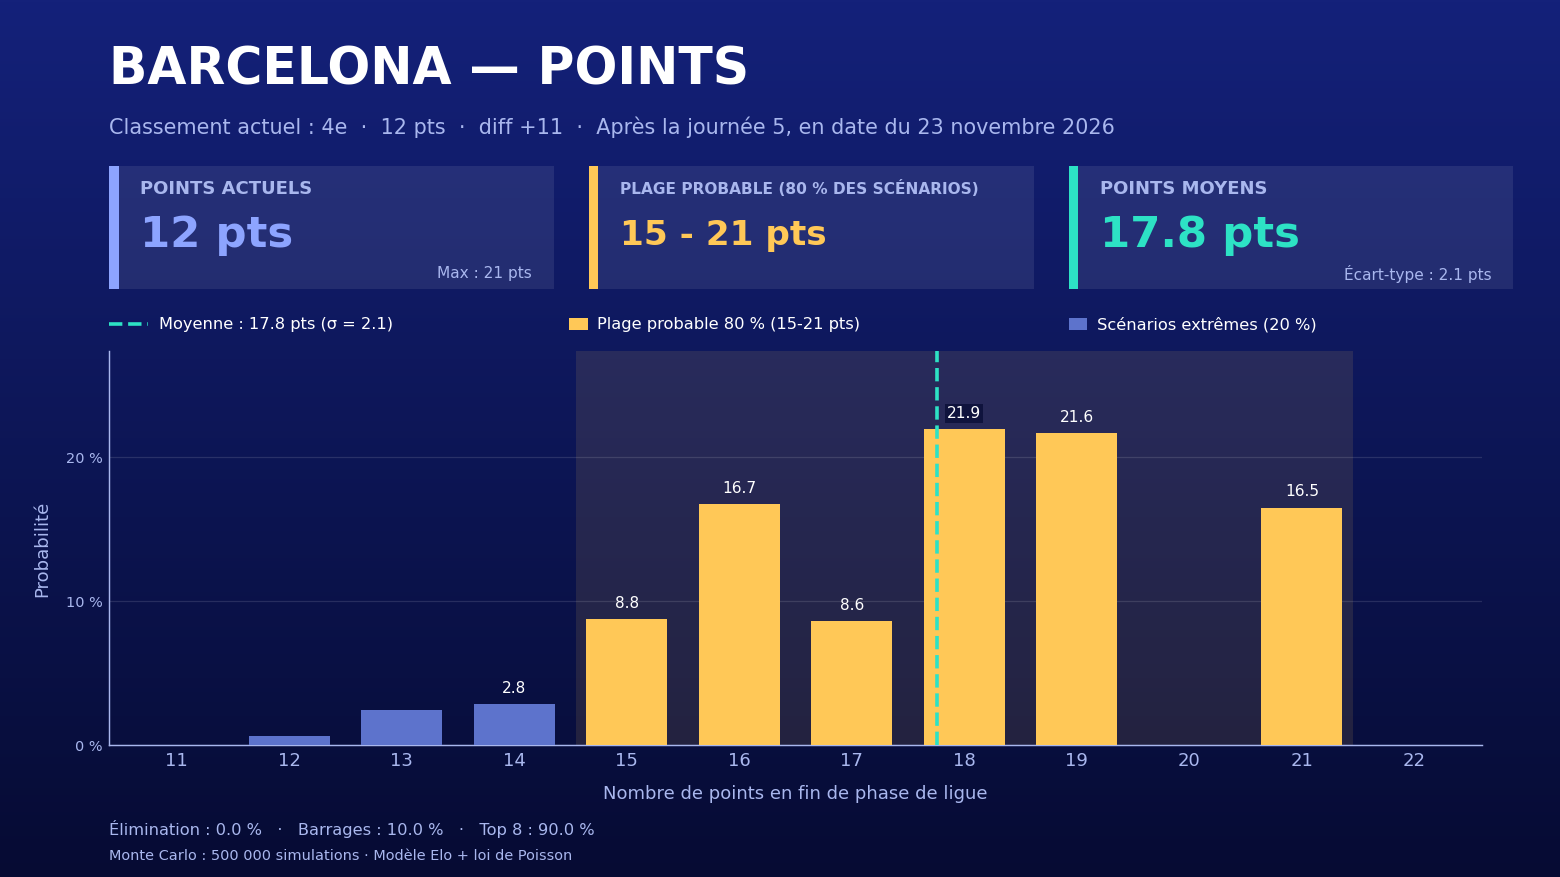 BARCELONA — POINTS
Classement actuel : 4e · 12 pts · diff +11 · Après la journée 5, en date du 23 novembre 2026
POINTS ACTUELS
12 pts
Max : 21 pts
PLAGE PROBABLE (80 % DES SCÉNARIOS)
15 - 21 pts
POINTS MOYENS
17.8 pts
Écart-type : 2.1 pts
Moyenne : 17.8 pts (σ = 2.1)
Plage probable 80 % (15-21 pts)
Scénarios extrêmes (20 %)
Probabilité
20 %
10 %
0 %
2.8
8.8
16.7
8.6
21.9
21.6
16.5
11 12 13 14 15 16 17 18 19 20 21 22
Nombre de points en fin de phase de ligue
Élimination : 0.0 % · Barrages : 10.0 % · Top 8 : 90.0 %
Monte Carlo : 500 000 simulations · Modèle Elo + loi de Poisson